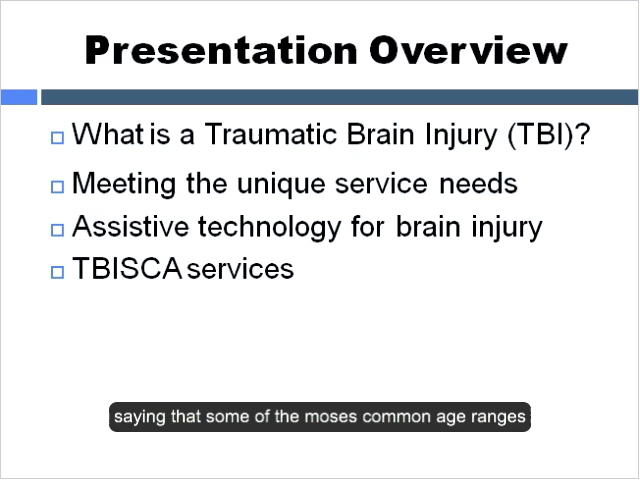 Presentation Overview
What is a Traumatic Brain Injury (TBI)?
Meeting the unique service needs
Assistive technology for brain injury
TBISCA services
saying that some of the moses common age ranges